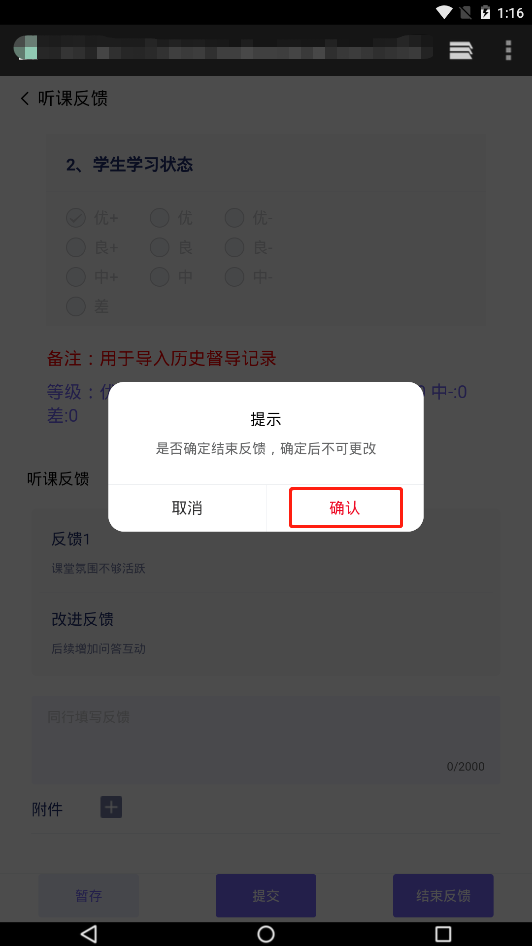 1:16
听课反馈
2、学生学习状态
优+ 优 优-
良+ 良 良-
中+ 中 中-
差
备注：用于导入历史督导记录
等级：优 0 中-:0
差:0
提示
是否确定结束反馈，确定后不可更改
取消 确认
听课反馈
反馈1
课堂氛围不够活跃
改进反馈
后续增加问答互动
同行填写反馈
0/2000
附件
暂存 提交 结束反馈